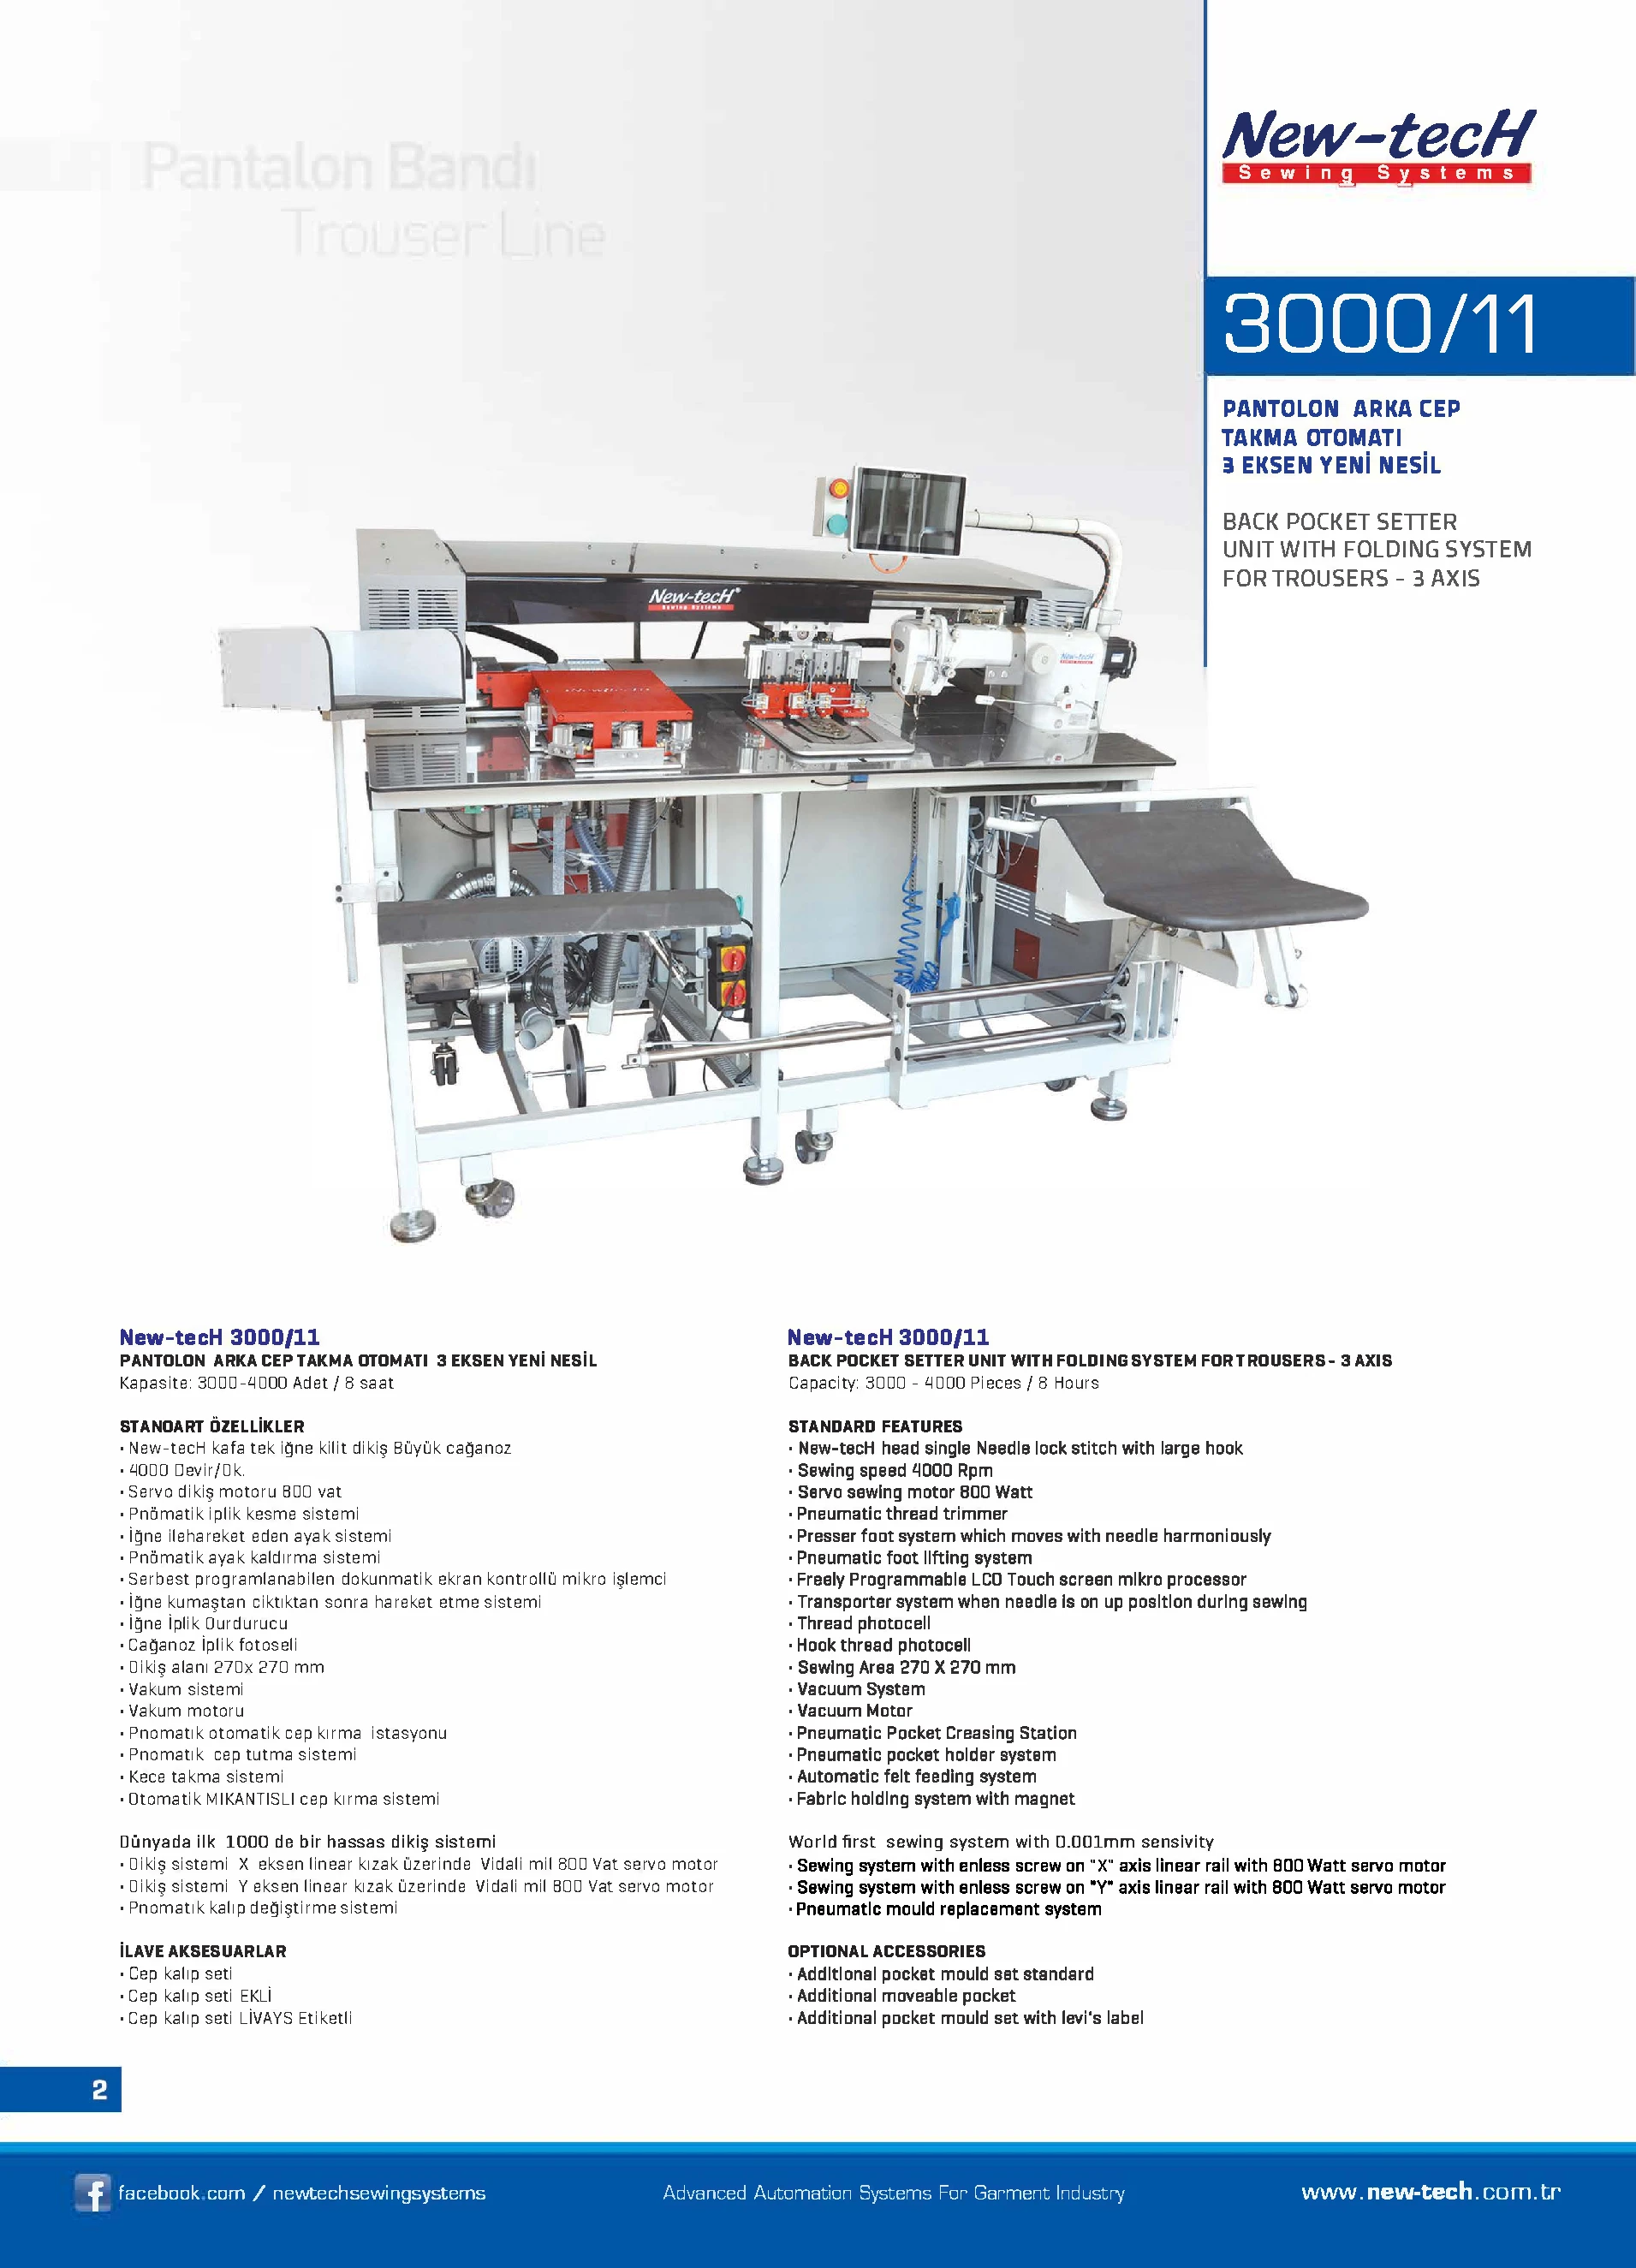 Pantalon Bandı
Trouser Line
New-tecH
Sewing Systems
3000/11
PANTOLON ARKA CEP
TAKMA OTOMATI
3 EKSEN YENİ NESİL
BACK POCKET SETTER
UNIT WITH FOLDING SYSTEM
FOR TROUSERS - 3 AXIS
New-tecH
Sewing Systems
New-tecH
New-tecH 3000/11
PANTOLON ARKA CEP TAKMA OTOMATI 3 EKSEN YENİ NESİL
Kapasite: 3000-4000 Adet / 8 saat
STANOART ÖZELLİKLER
• New-tecH kafa tek iğne kilit dikiş Büyük cağanoz
• 4000 Devir/Dk.
• Servo dikiş motoru 800 vat
• Pnömatik iplik kesme sistemi
• İğne ilehareket eden ayak sistemi
• Pnömatik ayak kaldırma sistemi
• Serbest programlanabilen dokunmatik ekran kontrollü mikro işlemci
• İğne kumaştan ciktıktan sonra hareket etme sistemi
• İğne İplik Ourdurucu
• Cağanoz İplik fotoseli
• Dikiş alanı 270x 270 mm
• Vakum sistemi
• Vakum motoru
• Pnomatık otomatik cep kırma istasyonu
• Pnomatık cep tutma sistemi
• Kece takma sistemi
• Otomatik MIKANTISLI cep kırma sistemi
Dünyada ilk 1000 de bir hassas dikiş sistemi
• Dikiş sistemi X eksen linear kızak üzerinde Vidali mil 800 Vat servo motor
• Dikiş sistemi Y eksen linear kızak üzerinde Vidali mil 800 Vat servo motor
• Pnomatık kalıp değiştirme sistemi
İLAVE AKSESUARLAR
• Cep kalıp seti
• Cep kalıp seti EKLİ
• Cep kalıp seti LİVAYS Etiketli
New-tecH 3000/11
BACK POCKET SETTER UNIT WITH FOLDING SYSTEM FOR TROUSERS - 3 AXIS
Capacity: 3000 - 4000 Pieces / 8 Hours
STANDARD FEATURES
• New-tecH head single Needle lock stitch with large hook
• Sewing speed 4000 Rpm
• Servo sewing motor 800 Watt
• Pneumatic thread trimmer
• Presser foot system which moves with needle harmoniously
• Pneumatic foot lifting system
• Freely Programmable LCD Touch screen mikro processor
• Transporter system when needle is on up position during sewing
• Thread photocell
• Hook thread photocell
• Sewing Area 270 X 270 mm
• Vacuum System
• Vacuum Motor
• Pneumatic Pocket Creasing Station
• Pneumatic pocket holder system
• Automatic felt feeding system
• Fabric holding system with magnet
World first sewing system with 0.001mm sensivity
• Sewing system with enless screw on "X" axis linear rail with 800 Watt servo motor
• Sewing system with enless screw on "Y" axis linear rail with 800 Watt servo motor
• Pneumatic mould replacement system
OPTIONAL ACCESSORIES
• Additional pocket mould set standard
• Additional moveable pocket
• Additional pocket mould set with levi's label
2
facebook.com / newtechsewingsystems
Advanced Automation Systems For Garment Industry
www.new-tech.com.tr